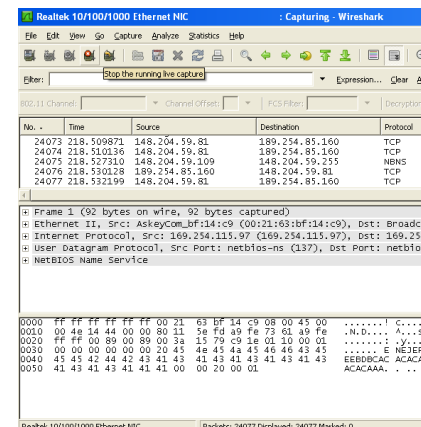 Realtek 10/100/1000 Ethernet NIC : Capturing - Wireshark
File Edit View Go Capture Analyze Statistics Help
Stop the running live capture
Filter: Expression... Clear A
802.11 Channel: Channel Offset: FCS Filter: Decryption
No. - Time Source Destination Protocol
24073 218.509871 148.204.59.81 189.254.85.160 TCP
24074 218.510136 148.204.59.81 189.254.85.160 TCP
24075 218.527310 148.204.59.109 148.204.59.255 NBNS
24076 218.530128 189.254.85.160 148.204.59.81 TCP
24077 218.532199 148.204.59.81 189.254.85.160 TCP
Frame 1 (92 bytes on wire, 92 bytes captured)
Ethernet II, Src: AskeyCom_bf:14:c9 (00:21:63:bf:14:c9), Dst: Broadc
Internet Protocol, Src: 169.254.115.97 (169.254.115.97), Dst: 169.25
User Datagram Protocol, Src Port: netbios-ns (137), Dst Port: netbio
NetBIOS Name Service
0000 ff ff ff ff ff ff 00 21 63 bf 14 c9 08 00 45 00 .......! c.....
0010 00 4e 14 44 00 00 80 11 5e fd a9 fe 73 61 a9 fe .N.D.... ^...s
0020 ff ff 00 89 00 89 00 3a 15 79 c9 1e 01 10 00 01 .......: .y....
0030 00 00 00 00 00 00 20 45 4e 45 4a 45 46 46 43 45 ...... E NEJEF
0040 45 45 42 44 42 43 41 43 41 43 41 43 41 43 41 43 EEBDBCAC ACACA
0050 41 43 41 43 41 41 41 00 00 20 00 01 ACACAAA. . ..
Realtek 10/100/1000 Ethernet NIC Packets: 24077 Displayed: 24077 Marked: 0